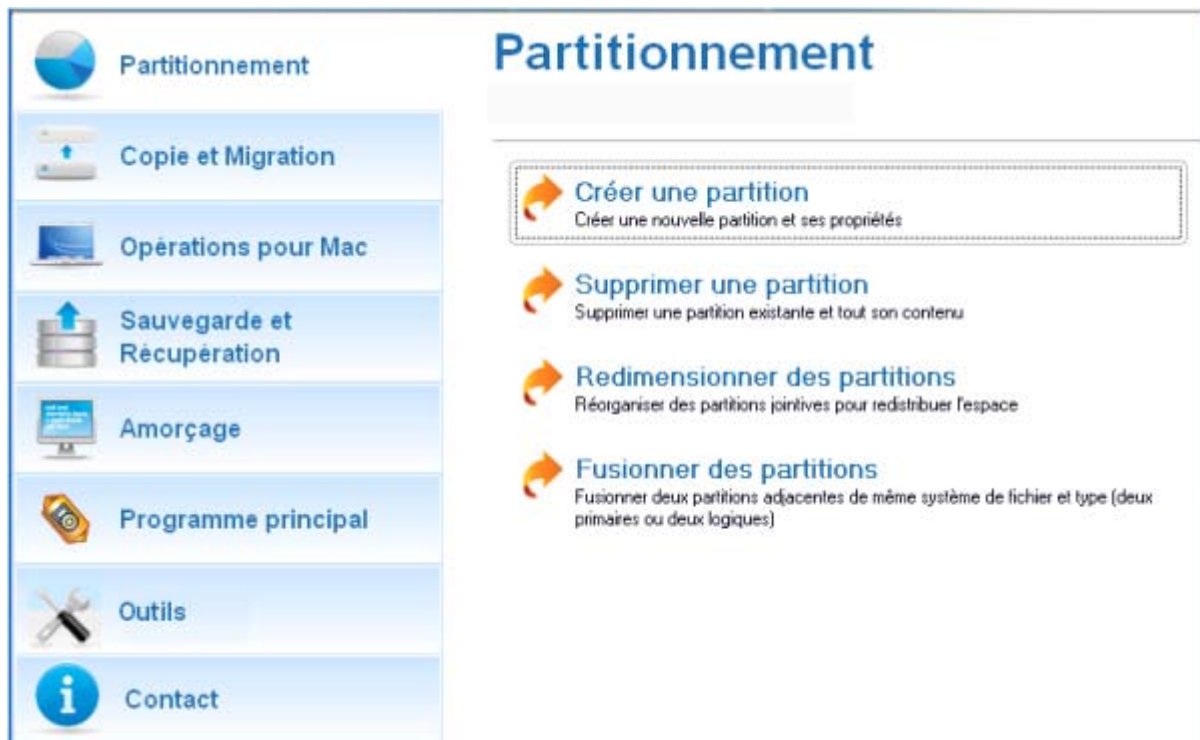 Partitionnement
Copie et Migration
Opérations pour Mac
Sauvegarde et
Récupération
Amorçage
Programme principal
Outils
Contact
Partitionnement
Créer une partition
Créer une nouvelle partition et ses propriétés
Supprimer une partition
Supprimer une partition existante et tout son contenu
Redimensionner des partitions
Réorganiser des partitions jointives pour redistribuer l'espace
Fusionner des partitions
Fusionner deux partitions adjacentes de même système de fichier et type (deux
primaires ou deux logiques)